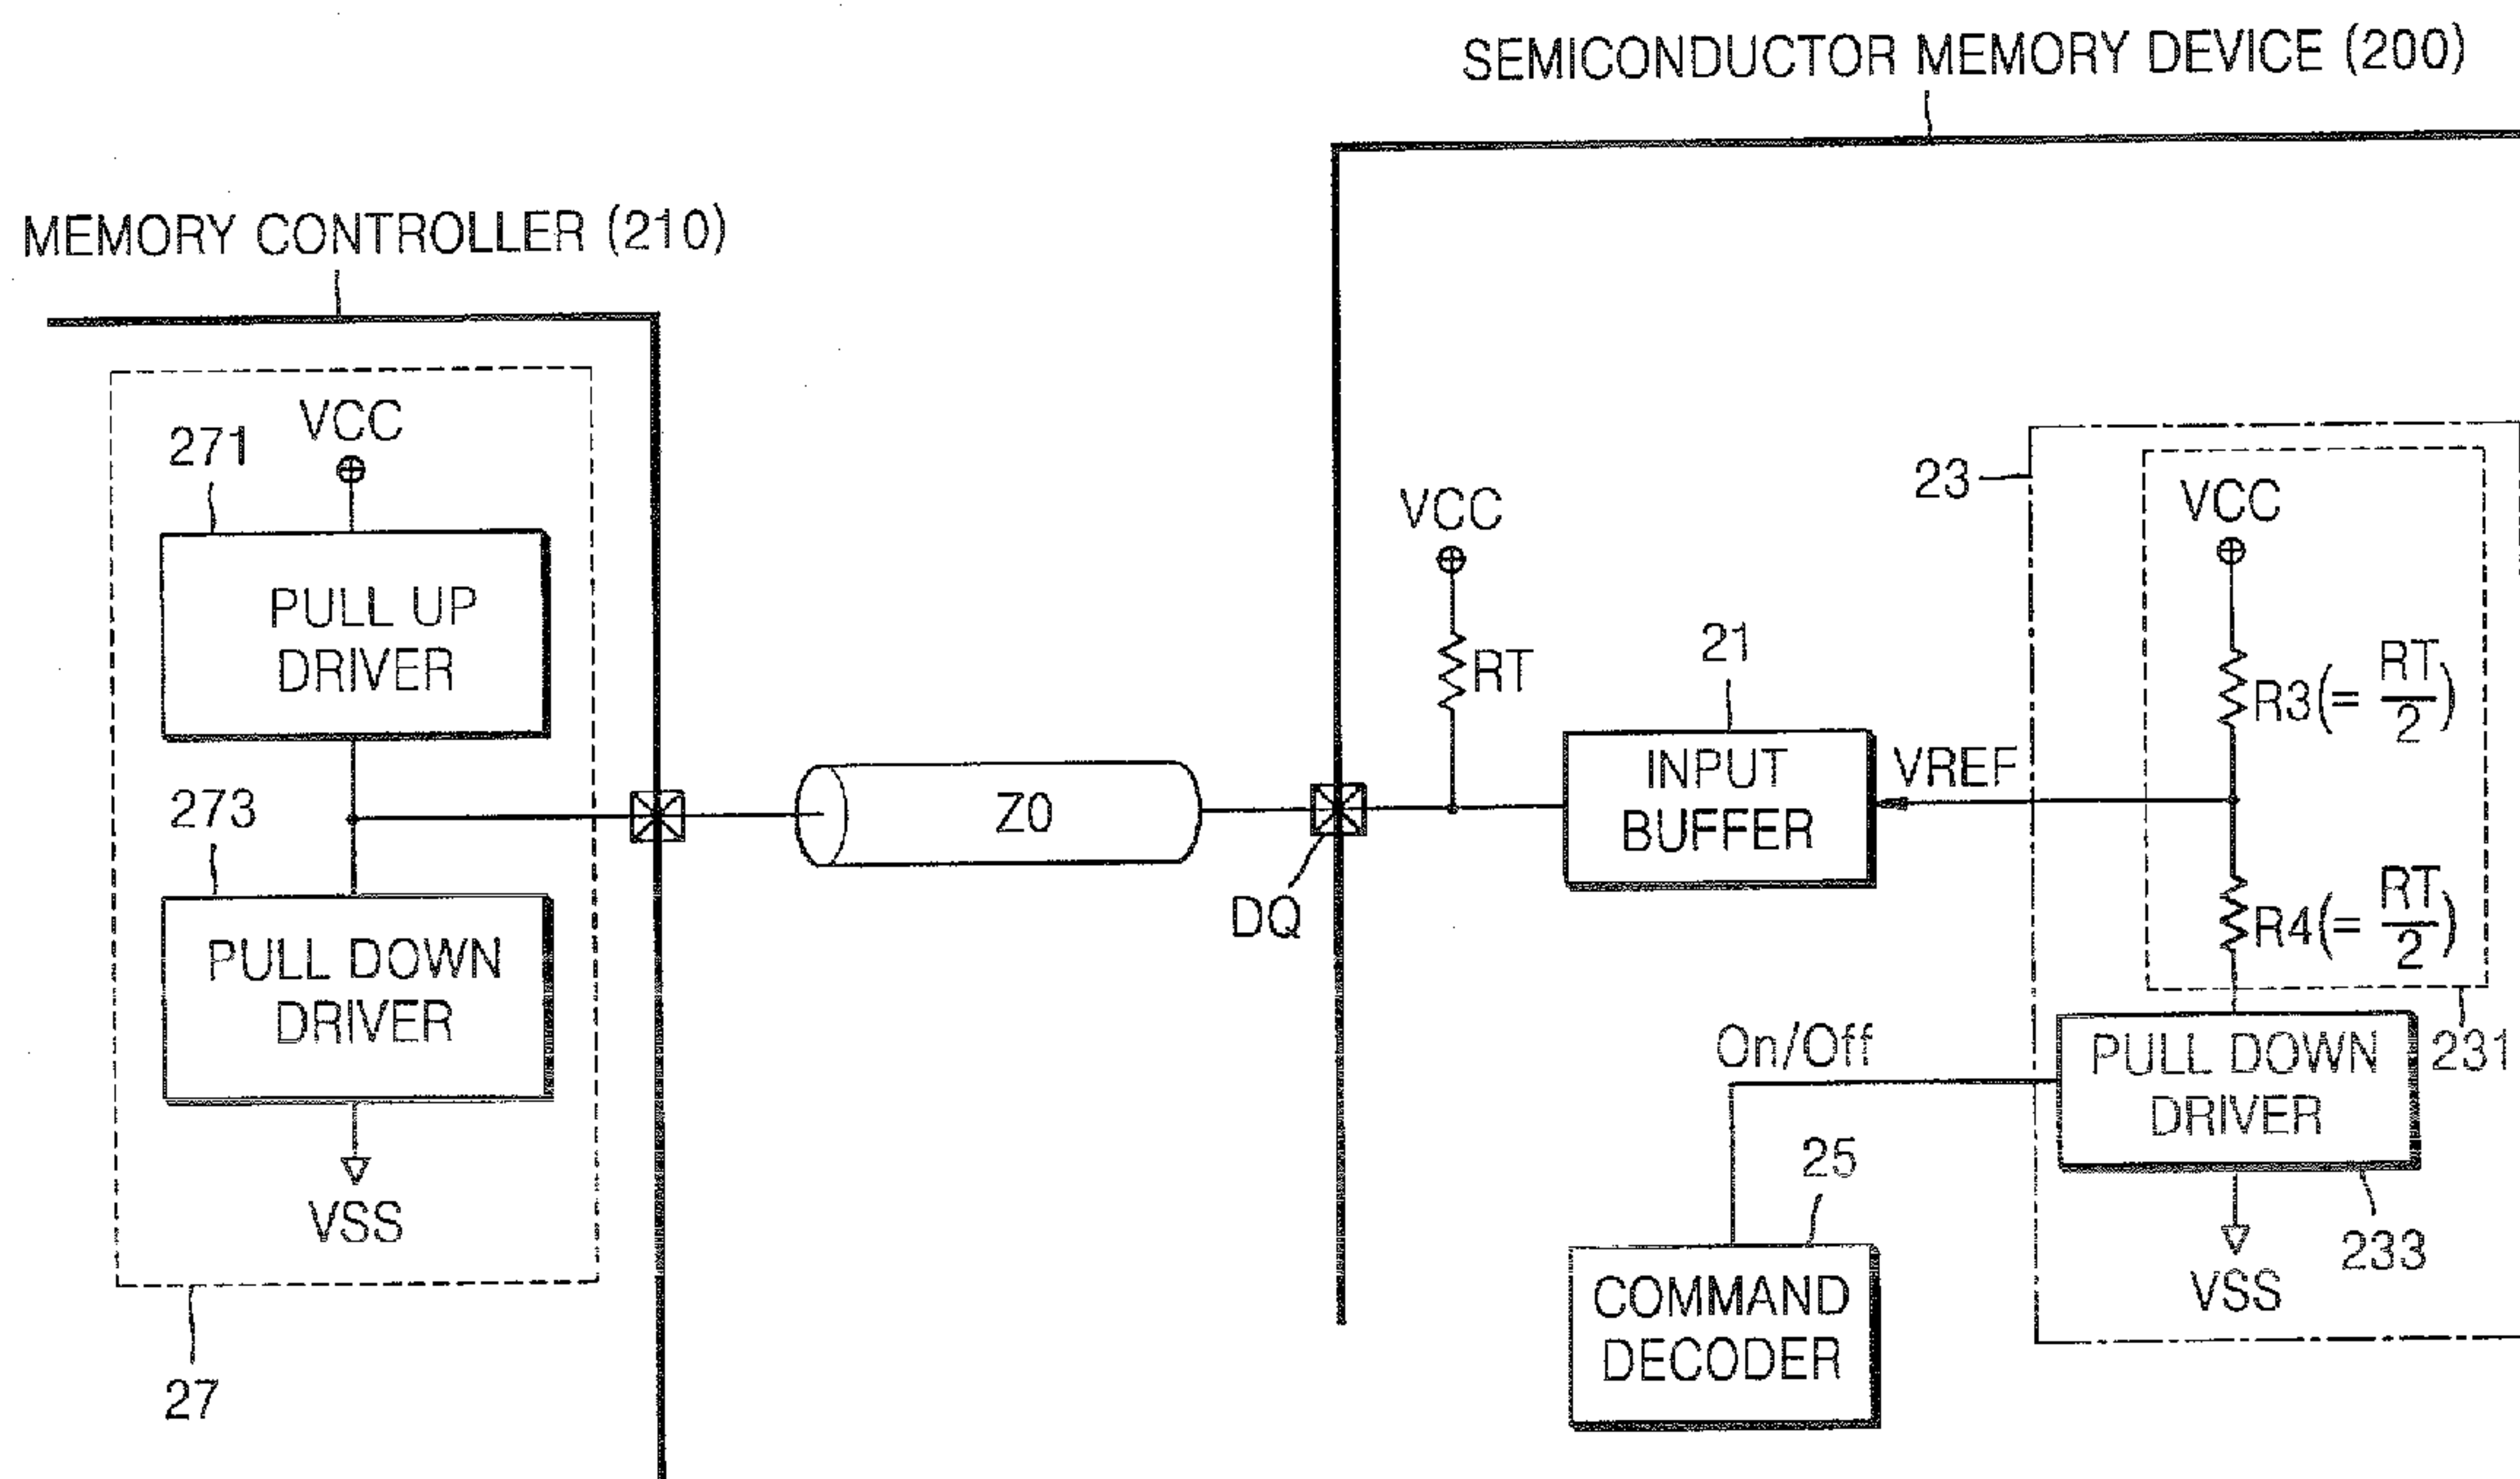 SEMICONDUCTOR MEMORY DEVICE (200)
MEMORY CONTROLLER (210)
271
VCC
PULL UP
DRIVER
273
PULL DOWN
DRIVER
VSS
27
Z0
DQ
VCC
RT
21
INPUT
BUFFER
VREF
23
VCC
R3(= RT/2)
R4(= RT/2)
231
On/Off
PULL DOWN
DRIVER
233
VSS
25
COMMAND
DECODER